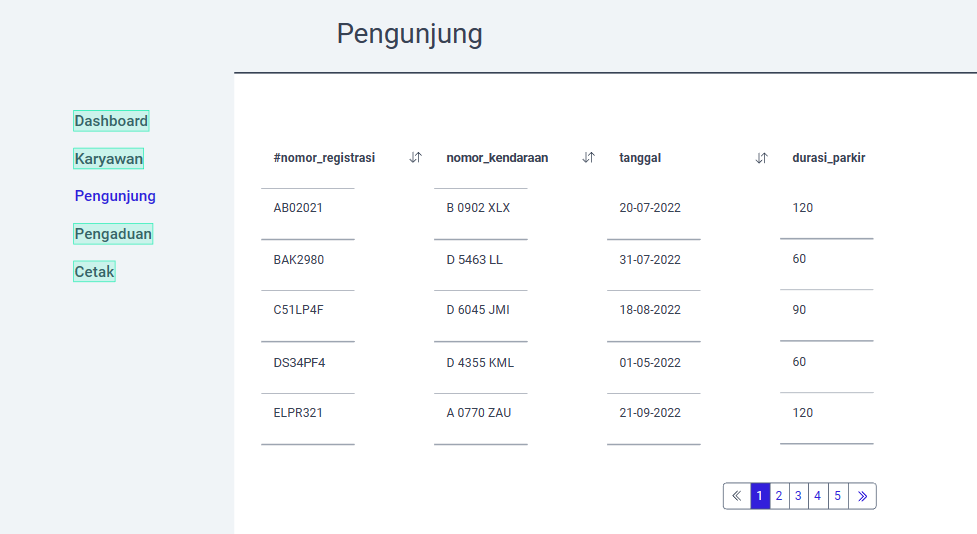 Pengunjung
Dashboard
Karyawan
Pengunjung
Pengaduan
Cetak
#nomor_registrasi nomor_kendaraan tanggal durasi_parkir
AB02021 B 0902 XLX 20-07-2022 120
BAK2980 D 5463 LL 31-07-2022 60
C51LP4F D 6045 JMI 18-08-2022 90
DS34PF4 D 4355 KML 01-05-2022 60
ELPR321 A 0770 ZAU 21-09-2022 120
« 1 2 3 4 5 »